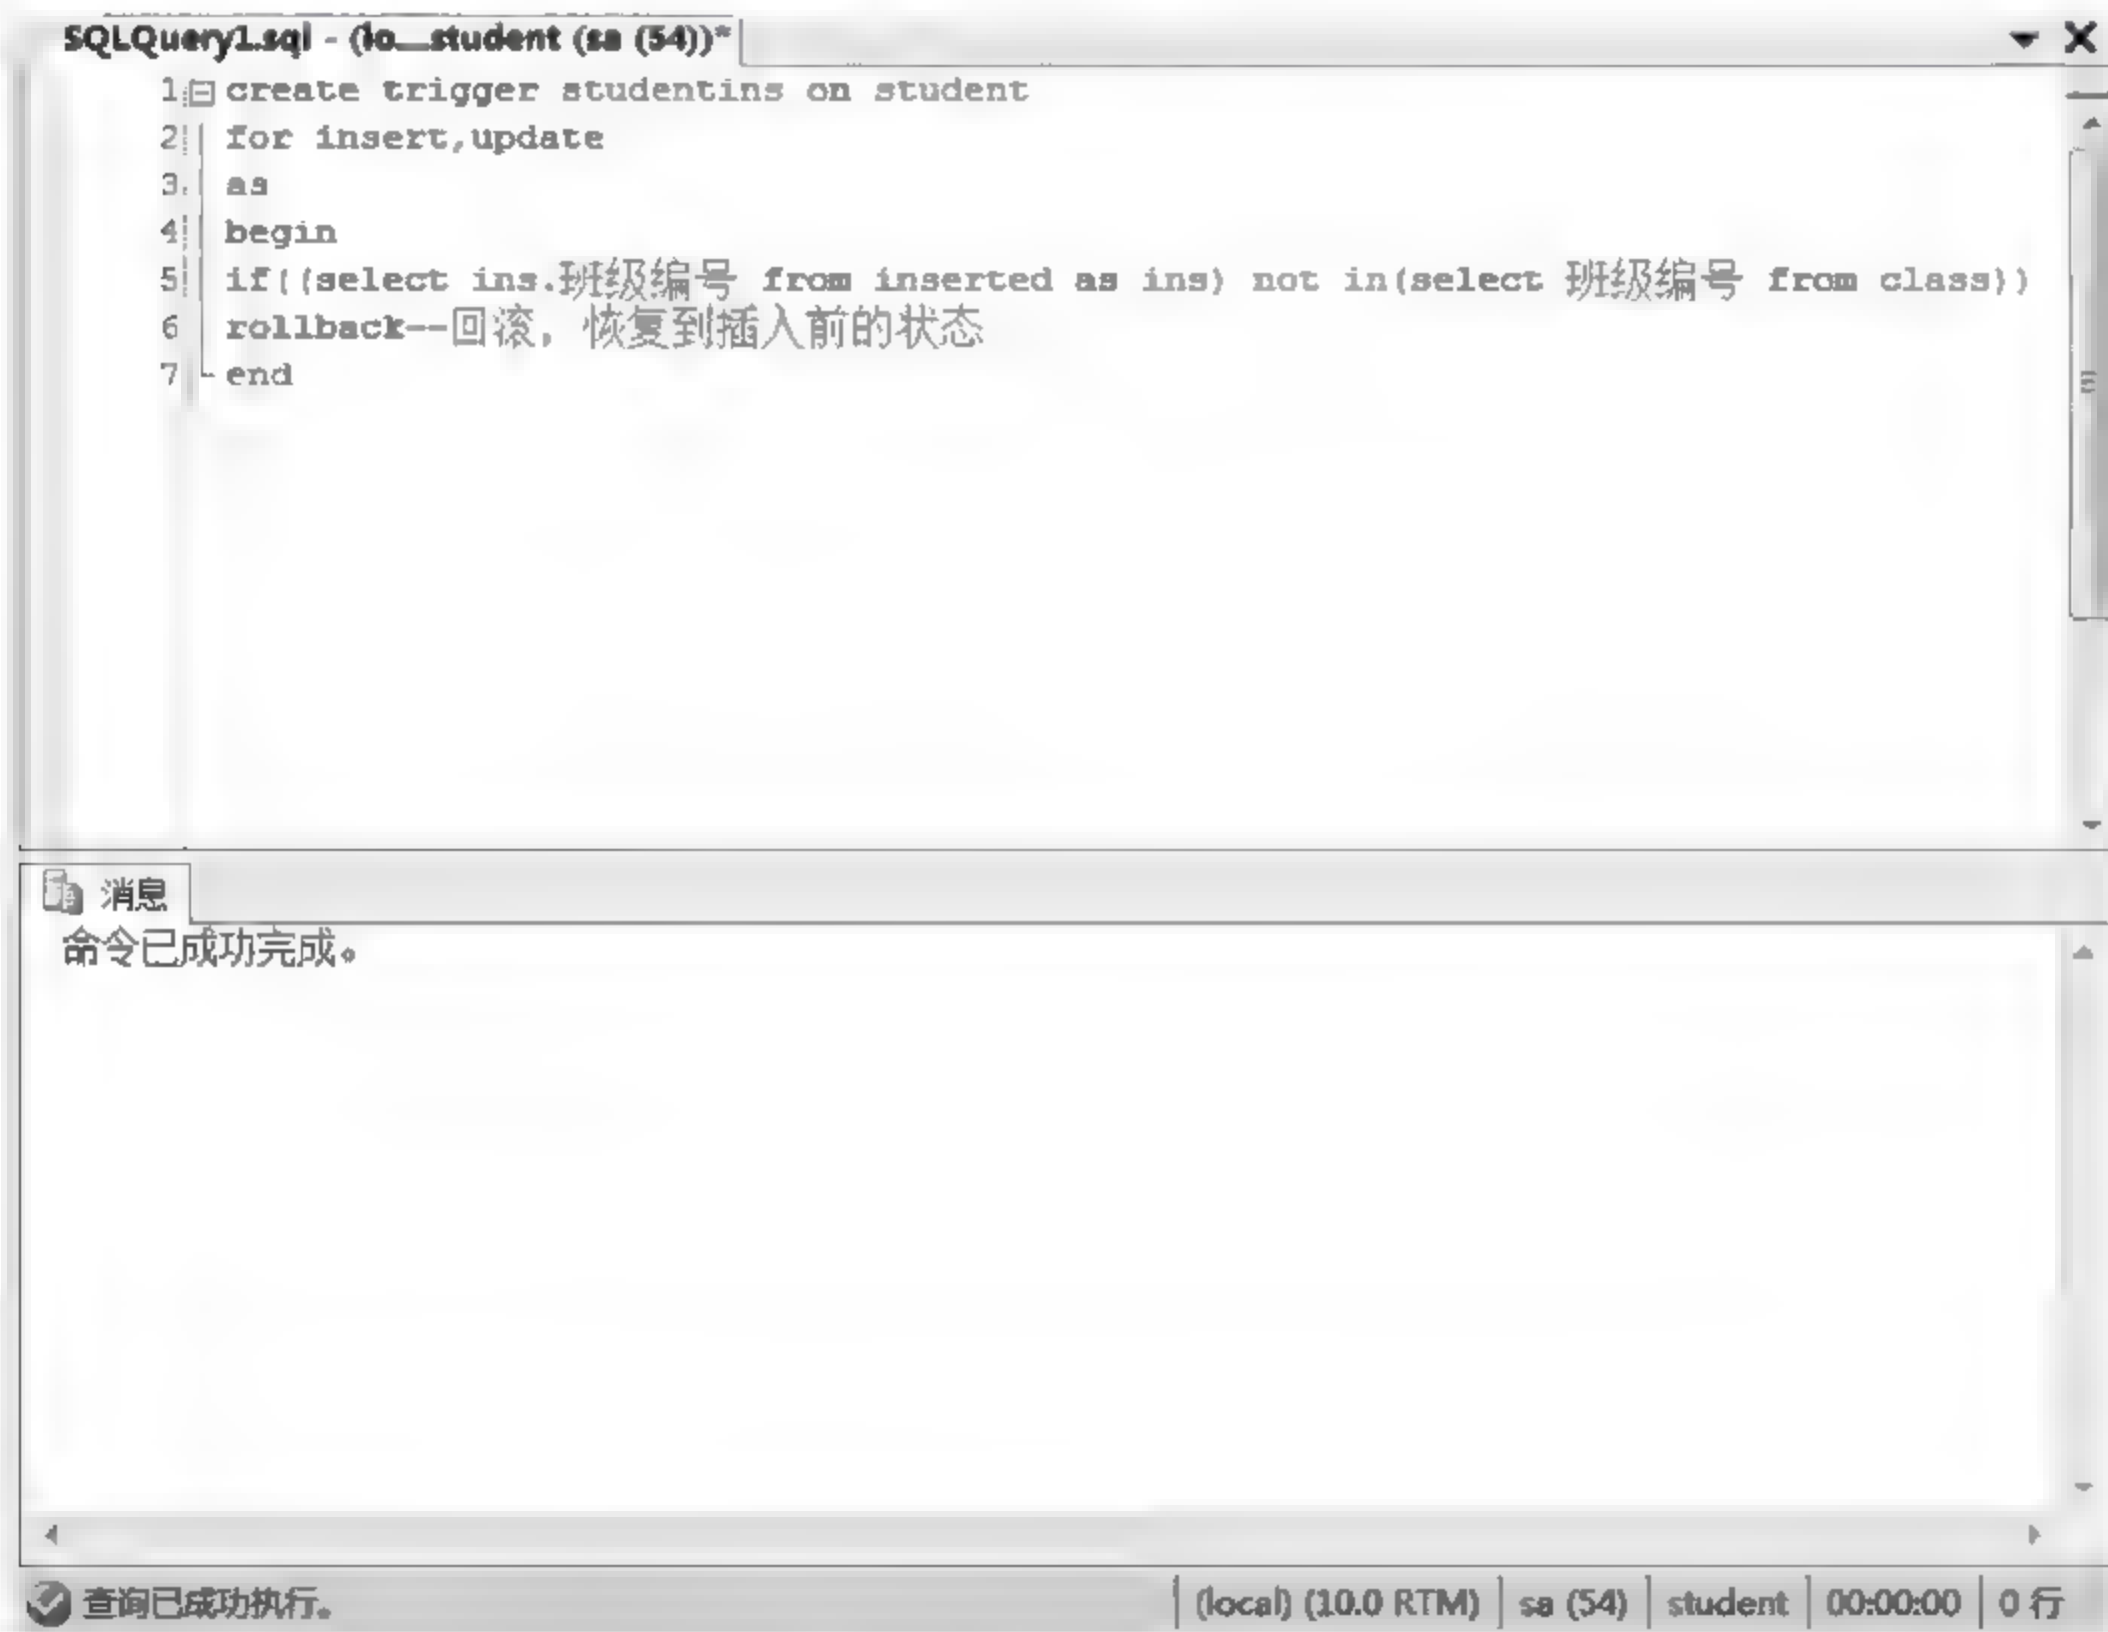 SQLQuery1.sql - (lo...student (sa (54))*
1 create trigger studentins on student
2 for insert,update
3 as
4 begin
5 if((select ins.班级编号 from inserted as ins) not in(select 班级编号 from class))
6 rollback--回滚，恢复到插入前的状态
7 end
消息
命令已成功完成。
查询已成功执行。 (local) (10.0 RTM) sa (54) student 00:00:00 0 行